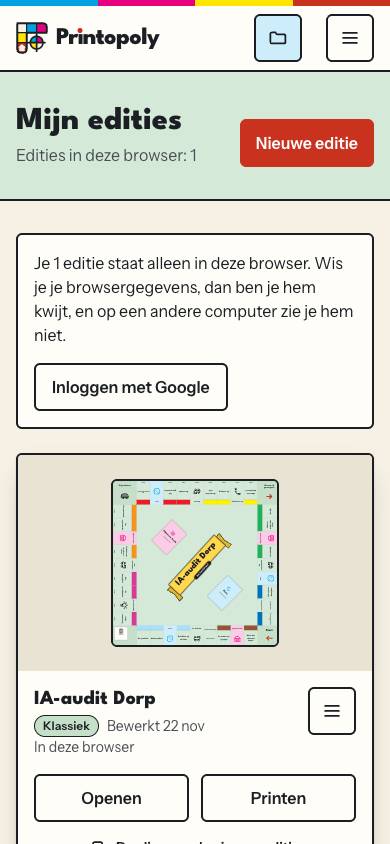 Printopoly
Mijn edities
Edities in deze browser: 1
Nieuwe editie
Je 1 editie staat alleen in deze browser. Wis
je je browsergegevens, dan ben je hem
kwijt, en op een andere computer zie je hem
niet.
Inloggen met Google
IA-audit Dorp
IA-audit Dorp
Klassiek
Bewerkt 22 nov
In deze browser
Openen
Printen